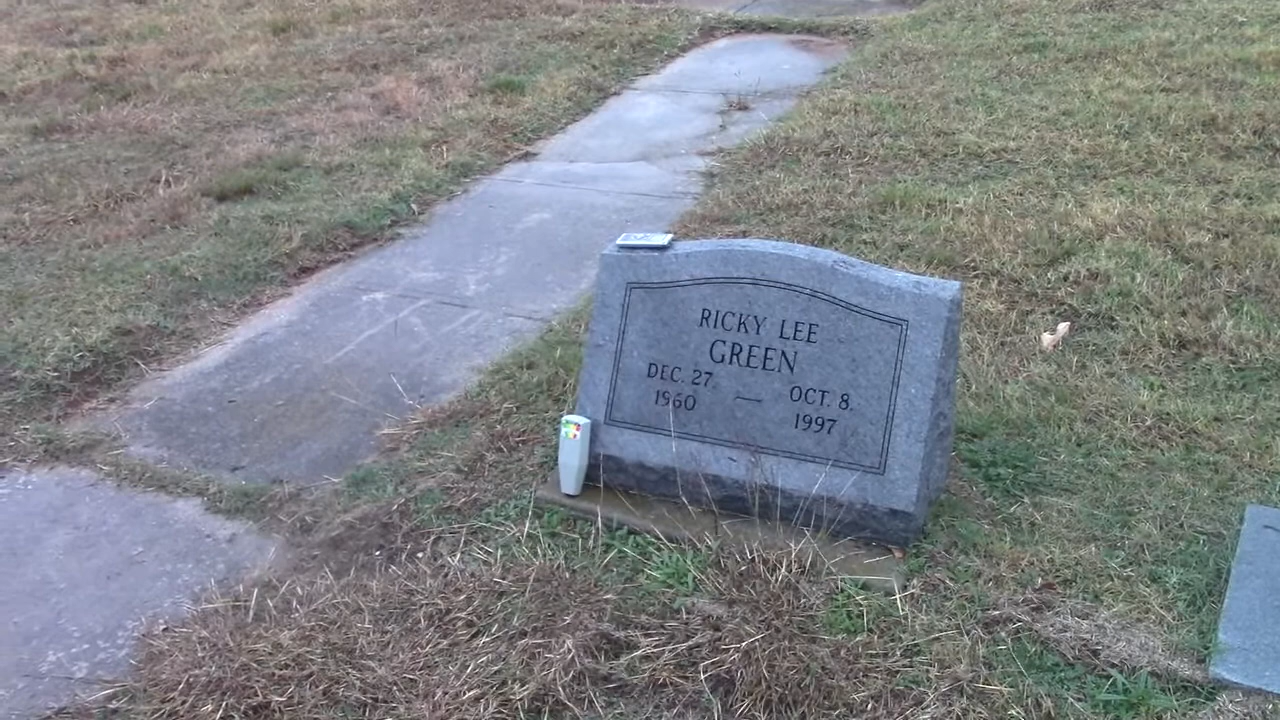 RICKY LEE
GREEN
DEC. 27, OCT. 8,
1960 — 1997